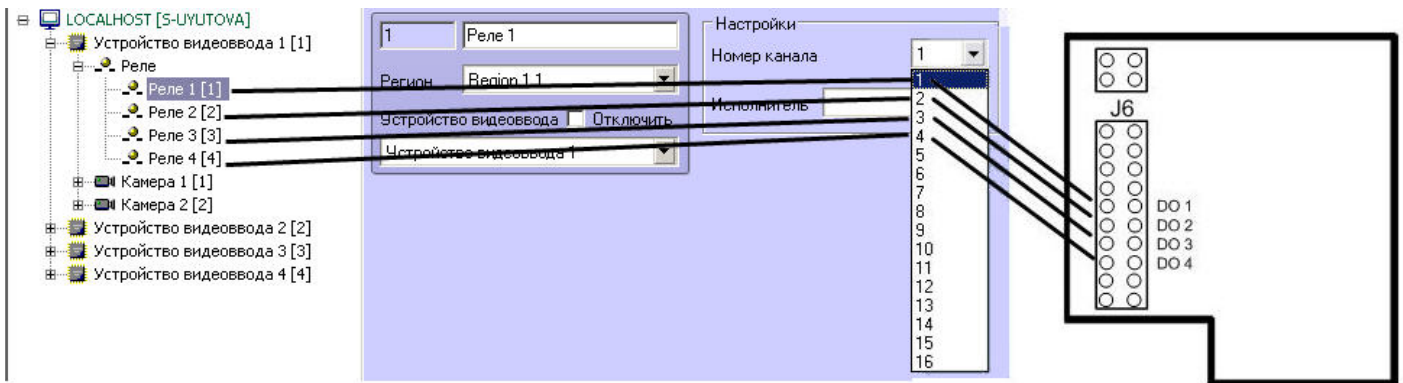 LOCALHOST [S-UYUTOVA]
Устройство видеоввода 1 [1]
Реле
Реле 1 [1]
Реле 2 [2]
Реле 3 [3]
Реле 4 [4]
Камера 1 [1]
Камера 2 [2]
Устройство видеоввода 2 [2]
Устройство видеоввода 3 [3]
Устройство видеоввода 4 [4]
1
Реле 1
Регион
Region 1.1
Устройство видеоввода
Отключить
Устройство видеоввода 1
Настройки
Номер канала
1
Исполнитель
1
2
3
4
5
6
7
8
9
10
11
12
13
14
15
16
J6
DO 1
DO 2
DO 3
DO 4